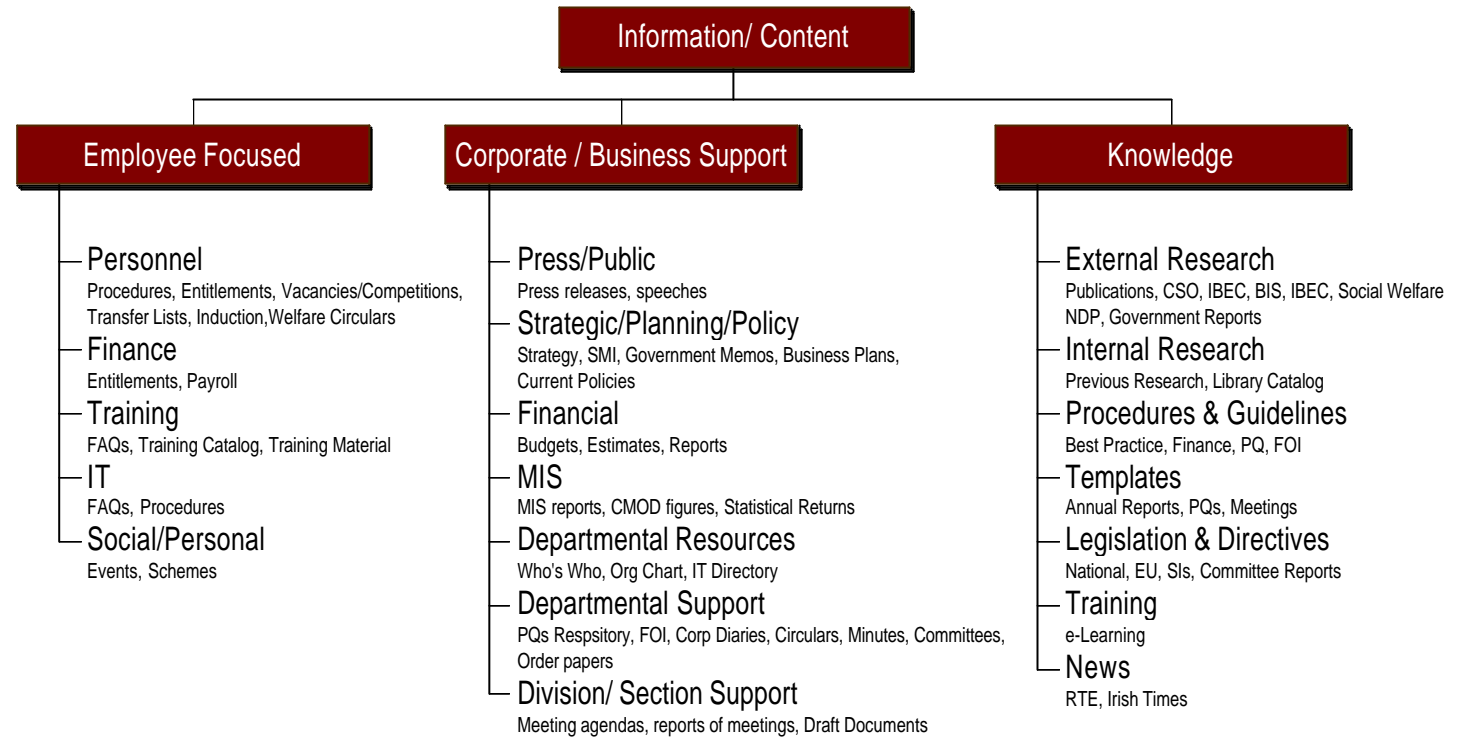 Information/ Content
Employee Focused
Personnel
Procedures, Entitlements, Vacancies/Competitions,
Transfer Lists, Induction,Welfare Circulars
Finance
Entitlements, Payroll
Training
FAQs, Training Catalog, Training Material
IT
FAQs, Procedures
Social/Personal
Events, Schemes
Corporate / Business Support
Press/Public
Press releases, speeches
Strategic/Planning/Policy
Strategy, SMI, Government Memos, Business Plans,
Current Policies
Financial
Budgets, Estimates, Reports
MIS
MIS reports, CMOD figures, Statistical Returns
Departmental Resources
Who's Who, Org Chart, IT Directory
Departmental Support
PQs Respsitory, FOI, Corp Diaries, Circulars, Minutes, Committees,
Order papers
Division/ Section Support
Meeting agendas, reports of meetings, Draft Documents
Knowledge
External Research
Publications, CSO, IBEC, BIS, IBEC, Social Welfare
NDP, Government Reports
Internal Research
Previous Research, Library Catalog
Procedures & Guidelines
Best Practice, Finance, PQ, FOI
Templates
Annual Reports, PQs, Meetings
Legislation & Directives
National, EU, SIs, Committee Reports
Training
e-Learning
News
RTE, Irish Times